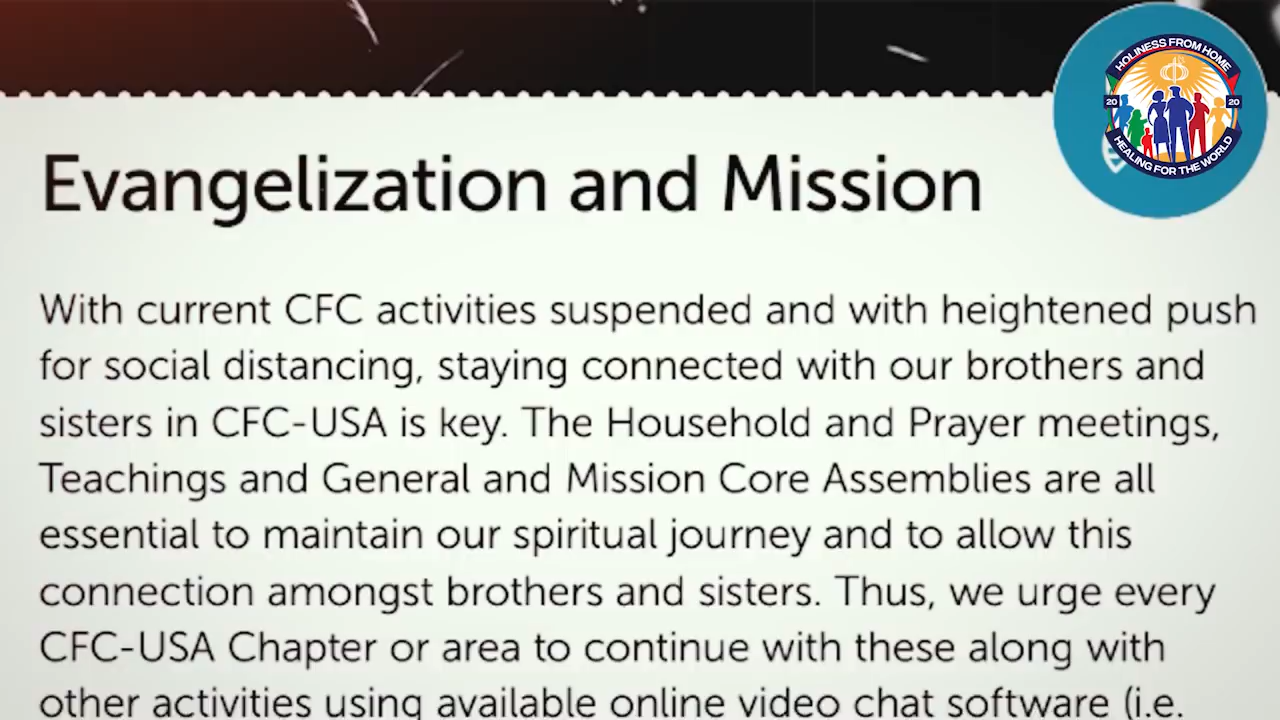 HOLINESS FROM HOME
20 20
HEALING FOR THE WORLD
Evangelization and Mission
With current CFC activities suspended and with heightened push
for social distancing, staying connected with our brothers and
sisters in CFC-USA is key. The Household and Prayer meetings,
Teachings and General and Mission Core Assemblies are all
essential to maintain our spiritual journey and to allow this
connection amongst brothers and sisters. Thus, we urge every
CFC-USA Chapter or area to continue with these along with
other activities using available online video chat software (i.e.